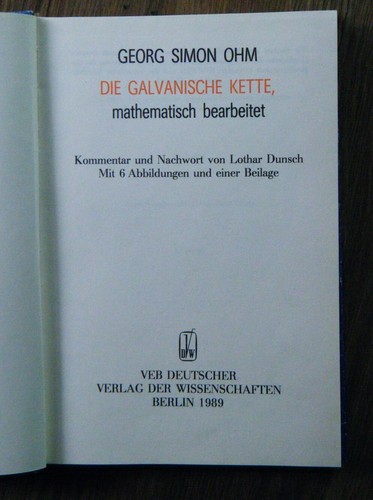 GEORG SIMON OHM
DIE GALVANISCHE KETTE,
mathematisch bearbeitet
Kommentar und Nachwort von Lothar Dunsch
Mit 6 Abbildungen und einer Beilage
VEB DEUTSCHER
VERLAG DER WISSENSCHAFTEN
BERLIN 1989